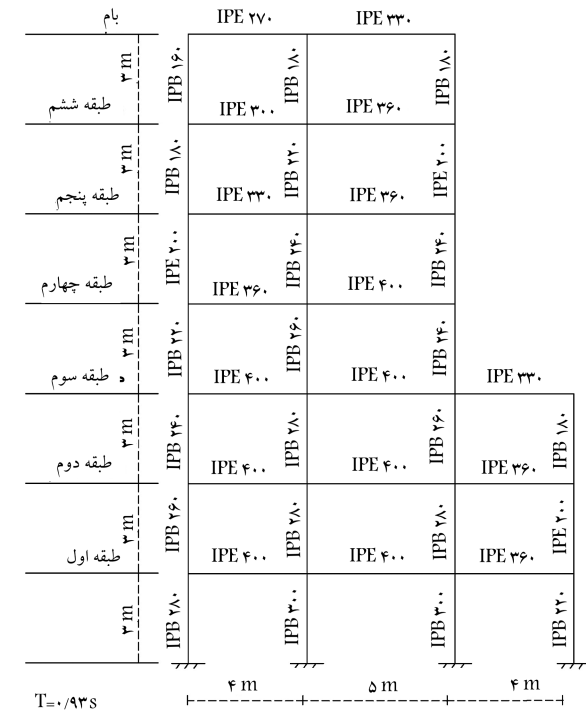 بام IPE ۲۷۰ IPE ۳۳۰
۳ m IPB ۱۶۰ IPB ۱۸۰ IPB ۱۸۰
طبقه ششم IPE ۳۰۰ IPE ۳۶۰
۳ m IPB ۱۸۰ IPB ۲۲۰ IPE ۲۰۰
طبقه پنجم IPE ۳۳۰ IPE ۳۶۰
۳ m IPE ۲۰۰ IPB ۲۴۰ IPB ۲۴۰
طبقه چهارم IPE ۳۶۰ IPE ۴۰۰
۳ m IPB ۲۲۰ IPB ۲۶۰ IPB ۲۴۰
طبقه سوم IPE ۴۰۰ IPE ۴۰۰ IPE ۳۳۰
۳ m IPB ۲۴۰ IPB ۲۸۰ IPB ۲۶۰ IPB ۱۸۰
طبقه دوم IPE ۴۰۰ IPE ۴۰۰ IPE ۳۶۰
۳ m IPB ۲۶۰ IPB ۲۸۰ IPB ۲۸۰ IPE ۲۰۰
طبقه اول IPE ۴۰۰ IPE ۴۰۰ IPE ۳۶۰
۳ m IPB ۲۸۰ IPB ۳۰۰ IPB ۳۰۰ IPB ۲۲۰
۴ m ۵ m ۴ m
T=۰/۹۳ s